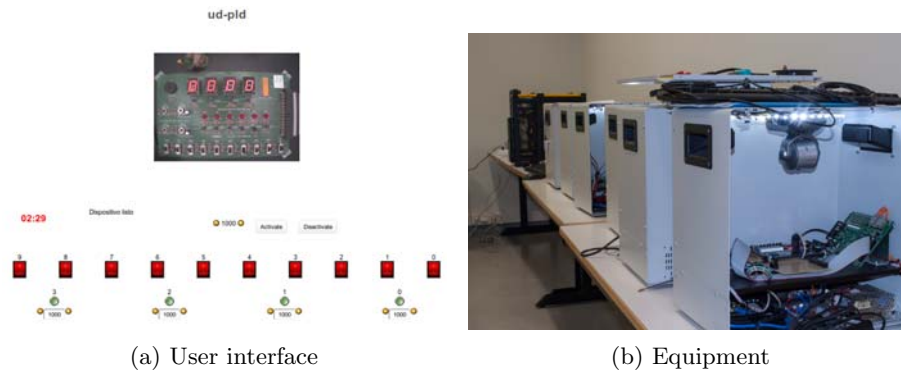 ud-pld
02:29
Dispositivo listo
1000
Activate
Deactivate
9 8 7 6 5 4 3 2 1 0
3 2 1 0
1000 1000 1000 1000
(a) User interface
(b) Equipment